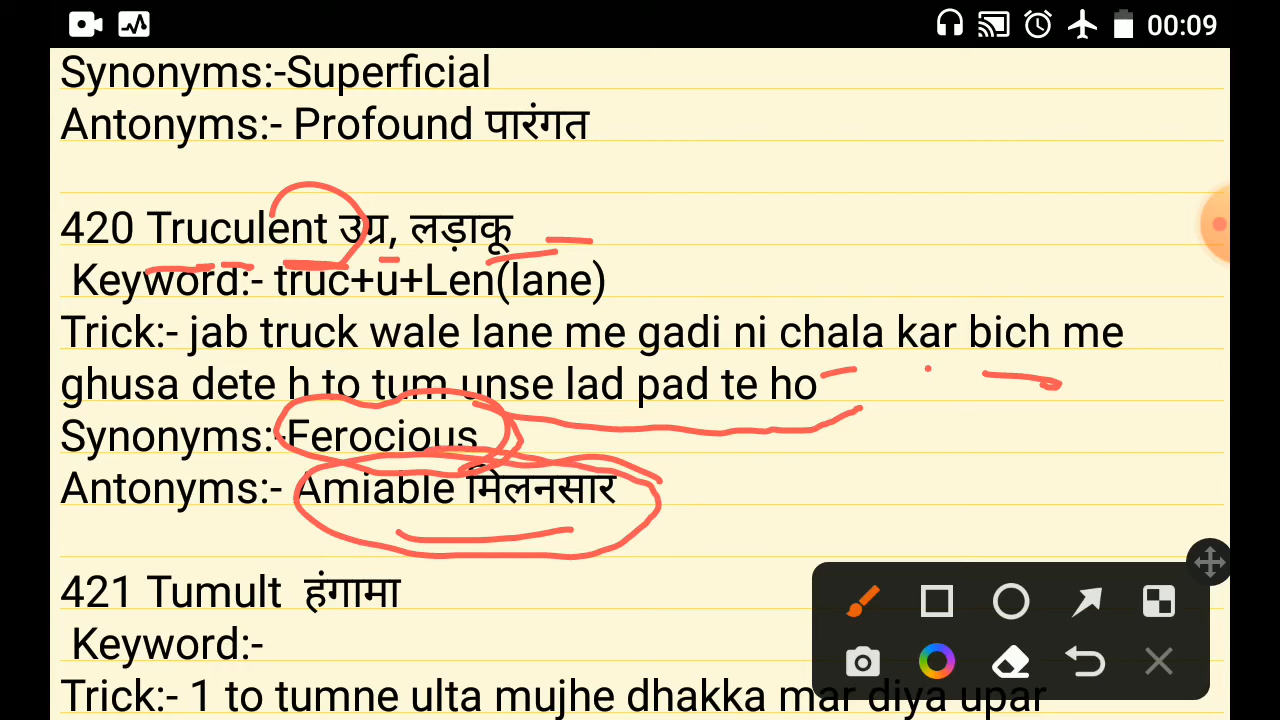 00:09
Synonyms:-Superficial
Antonyms:- Profound पारंगत
420 Truculent उग्र, लड़ाकू
Keyword:- truc+u+Len(lane)
Trick:- jab truck wale lane me gadi ni chala kar bich me
ghusa dete h to tum unse lad pad te ho
Synonyms:-Ferocious
Antonyms:- Amiable मिलनसार
421 Tumult हंगामा
Keyword:-
Trick:- 1 to tumne ulta mujhe dhakka mar diya upar